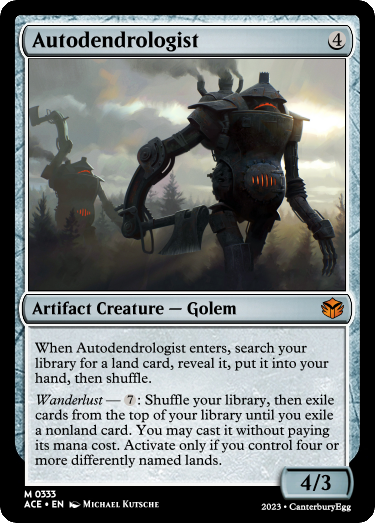 Autodendrologist 4
Artifact Creature — Golem
When Autodendrologist enters, search your
library for a land card, reveal it, put it into your
hand, then shuffle.
Wanderlust — 7: Shuffle your library, then exile
cards from the top of your library until you exile
a nonland card. You may cast it without paying
its mana cost. Activate only if you control four
or more differently named lands.
4/3
M 0333
ACE • EN Michael Kutsche
2023 • CanterburyEgg